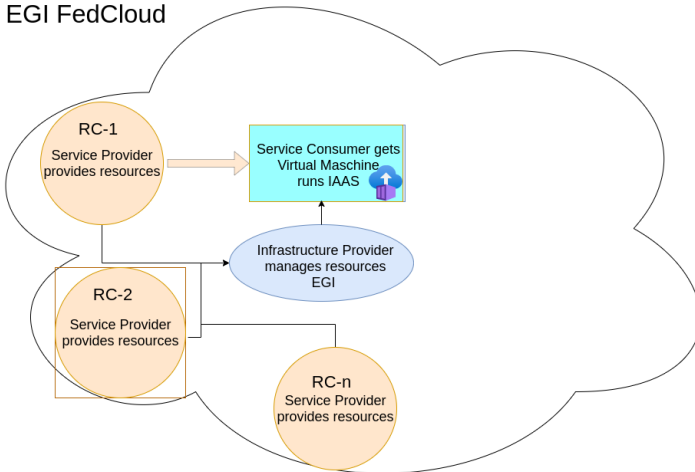 EGI FedCloud
RC-1
Service Provider
provides resources
Service Consumer gets
Virtual Maschine
runs IAAS
Infrastructure Provider
manages resources
EGI
RC-2
Service Provider
provides resources
RC-n
Service Provider
provides resources